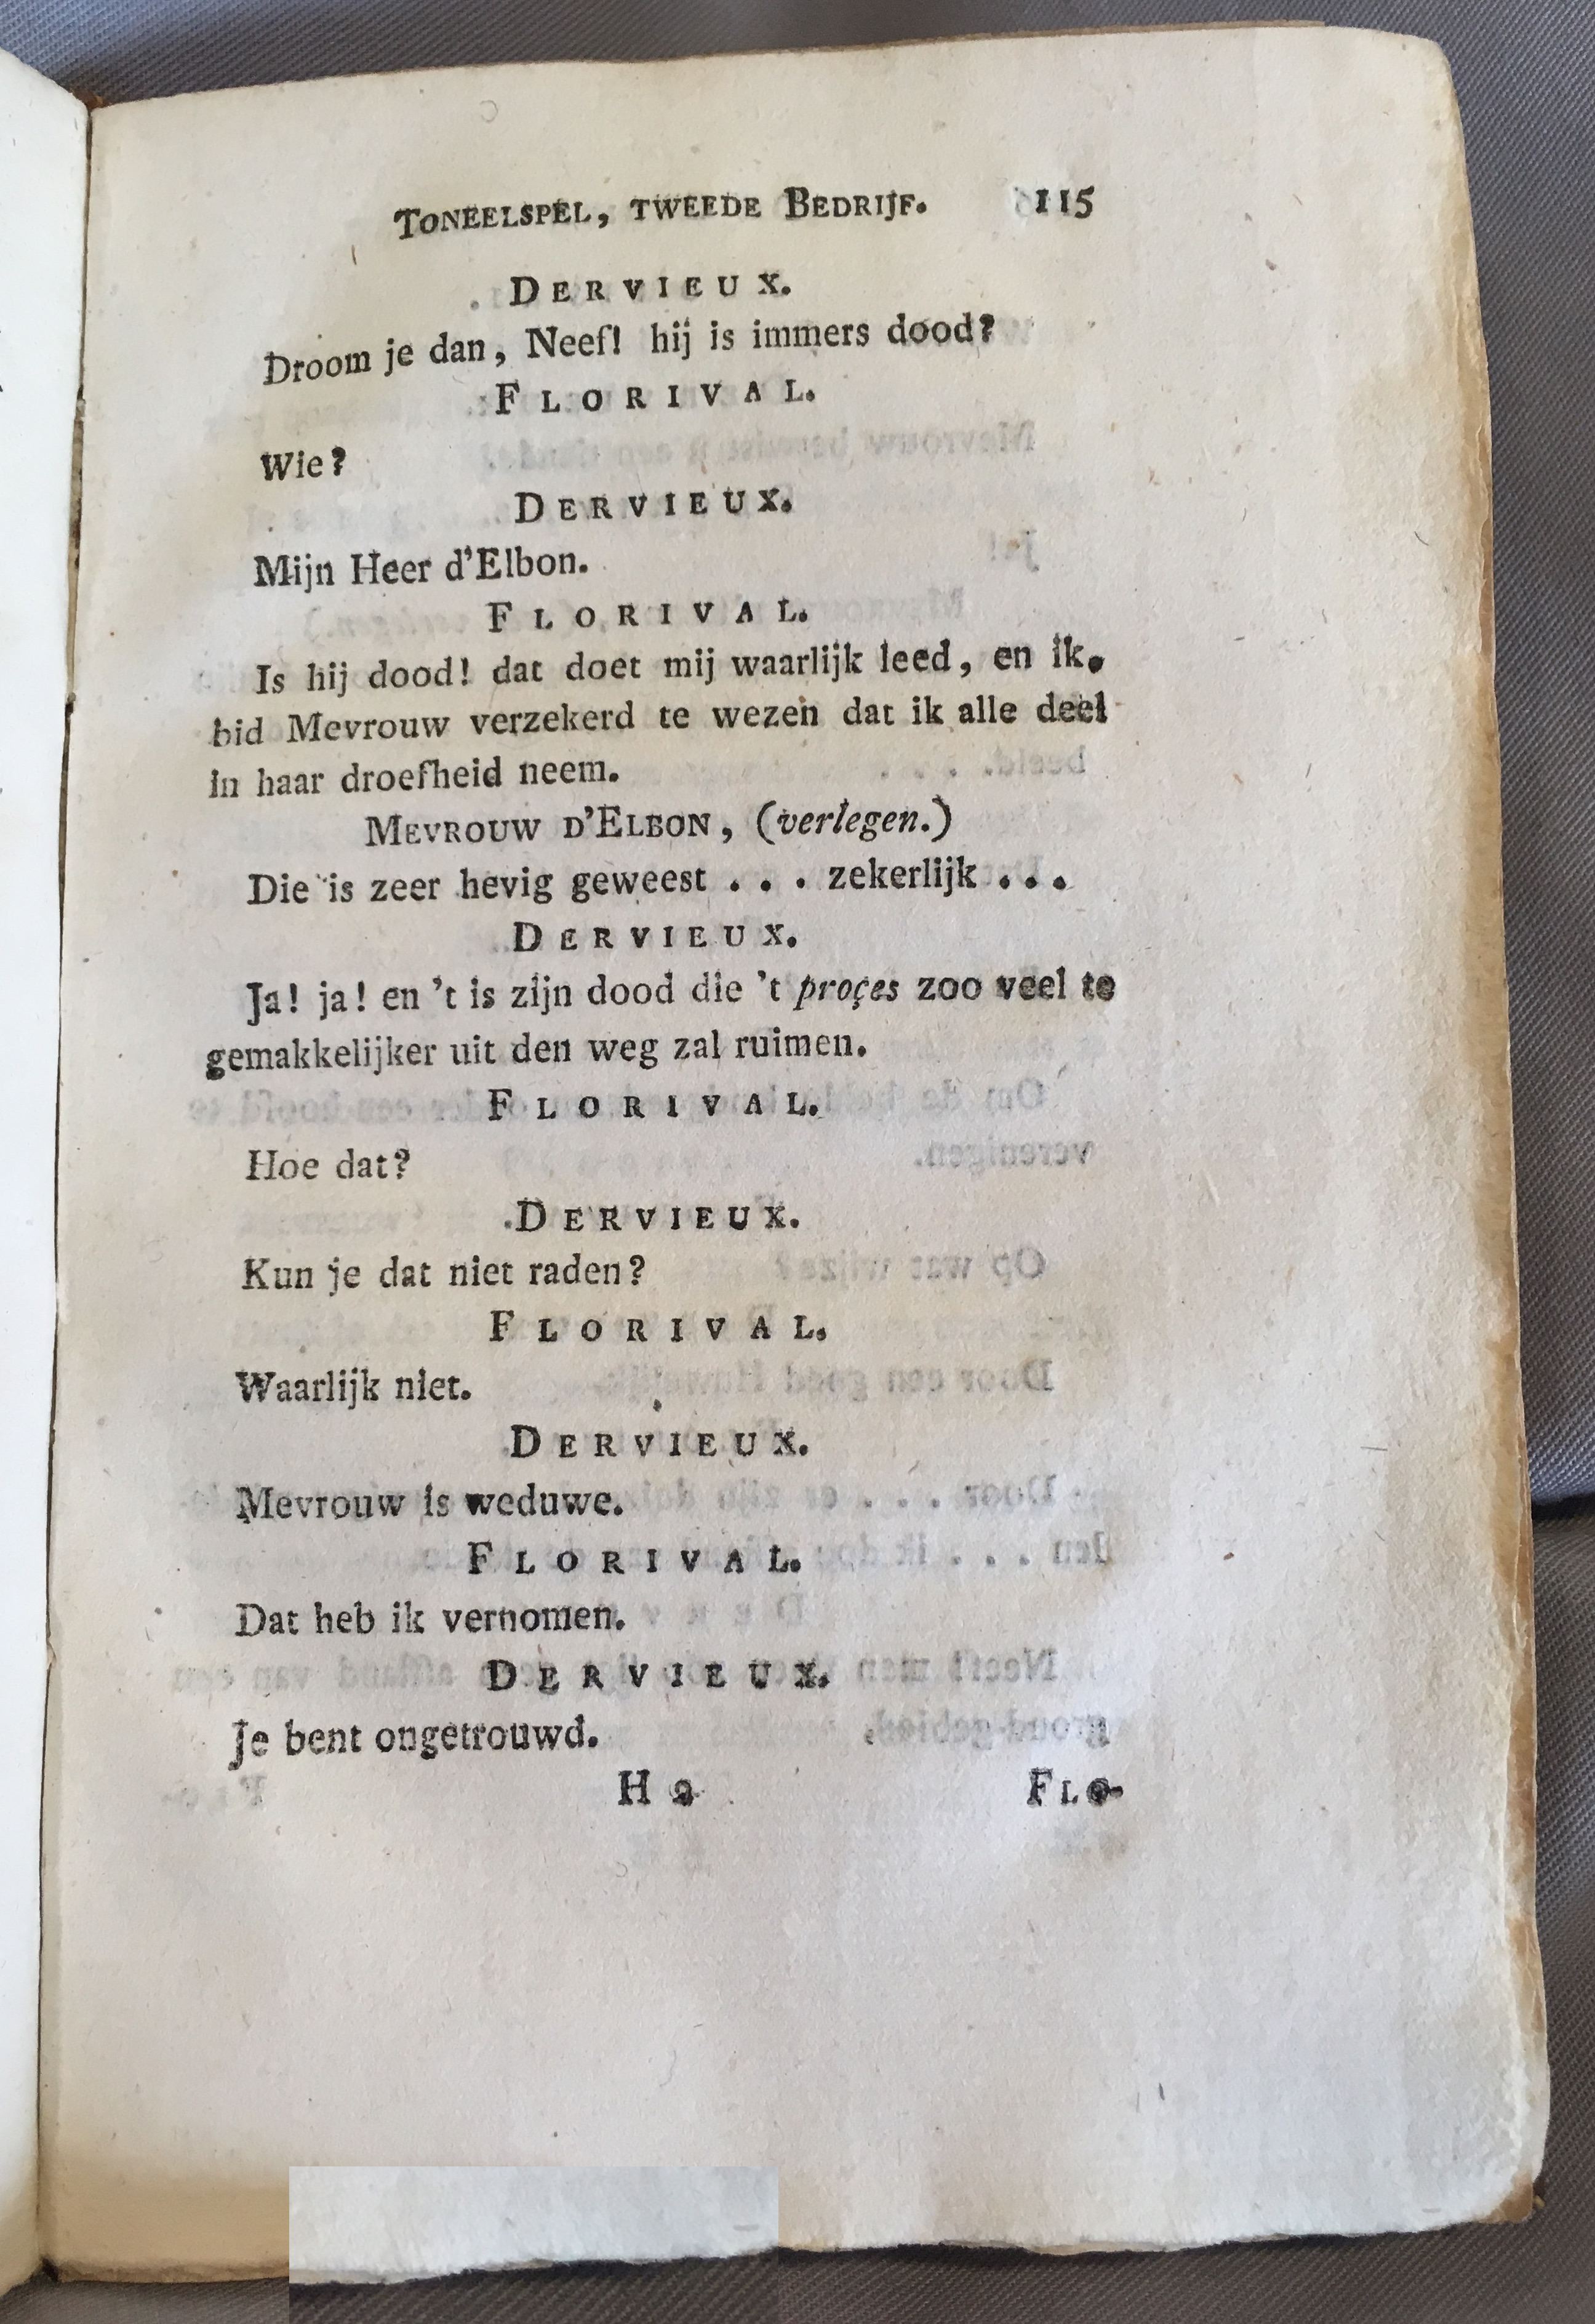 TONEELSPEL, TWEEDE BEDRIJF. 115
DERVIEUX.
Droom je dan, Neef! hij is immers dood?
FLORIVAL.
Wie?
DERVIEUX.
Mijn Heer d'Elbon.
FLORIVAL.
Is hij dood! dat doet mij waarlijk leed, en ik
bid Mevrouw verzekerd te wezen dat ik alle deel
in haar droefheid neem.
MEVROUW D'ELBON, (verlegen.)
Die is zeer hevig geweest . . . zekerlijk . . .
DERVIEUX.
Ja! ja! en 't is zijn dood die 't proçes zoo veel te
gemakkelijker uit den weg zal ruimen.
FLORIVAL.
Hoe dat?
DERVIEUX.
Kun je dat niet raden?
FLORIVAL.
Waarlijk niet.
DERVIEUX.
Mevrouw is weduwe.
FLORIVAL.
Dat heb ik vernomen.
DERVIEUX.
Je bent ongetrouwd.
H 2 FLO-